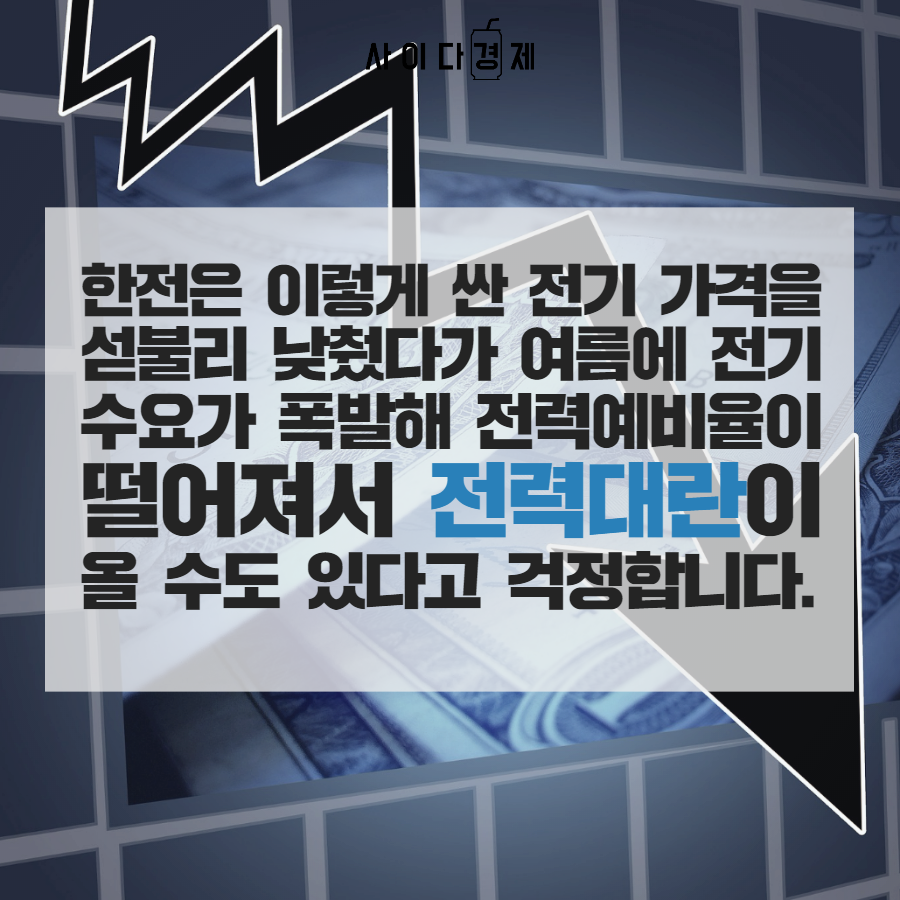 사이다경제
한전은 이렇게 싼 전기 가격을
섣불리 낮췄다가 여름에 전기
수요가 폭발해 전력예비율이
떨어져서 전력대란이
올 수도 있다고 걱정합니다.